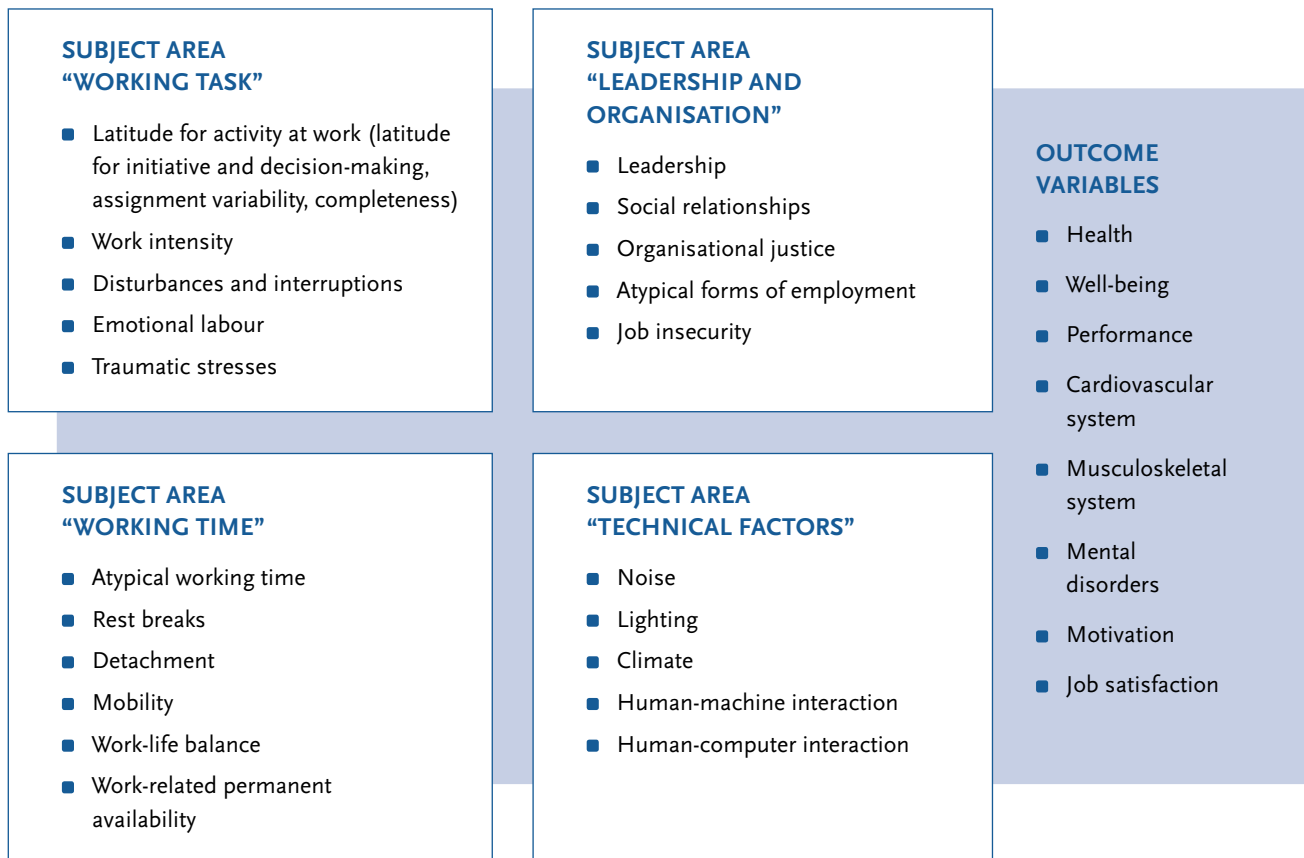 SUBJECT AREA
“WORKING TASK”
Latitude for activity at work (latitude
for initiative and decision-making,
assignment variability, completeness)
Work intensity
Disturbances and interruptions
Emotional labour
Traumatic stresses
SUBJECT AREA
“LEADERSHIP AND
ORGANISATION”
Leadership
Social relationships
Organisational justice
Atypical forms of employment
Job insecurity
SUBJECT AREA
“WORKING TIME”
Atypical working time
Rest breaks
Detachment
Mobility
Work-life balance
Work-related permanent
availability
SUBJECT AREA
“TECHNICAL FACTORS”
Noise
Lighting
Climate
Human-machine interaction
Human-computer interaction
OUTCOME
VARIABLES
Health
Well-being
Performance
Cardiovascular
system
Musculoskeletal
system
Mental
disorders
Motivation
Job satisfaction